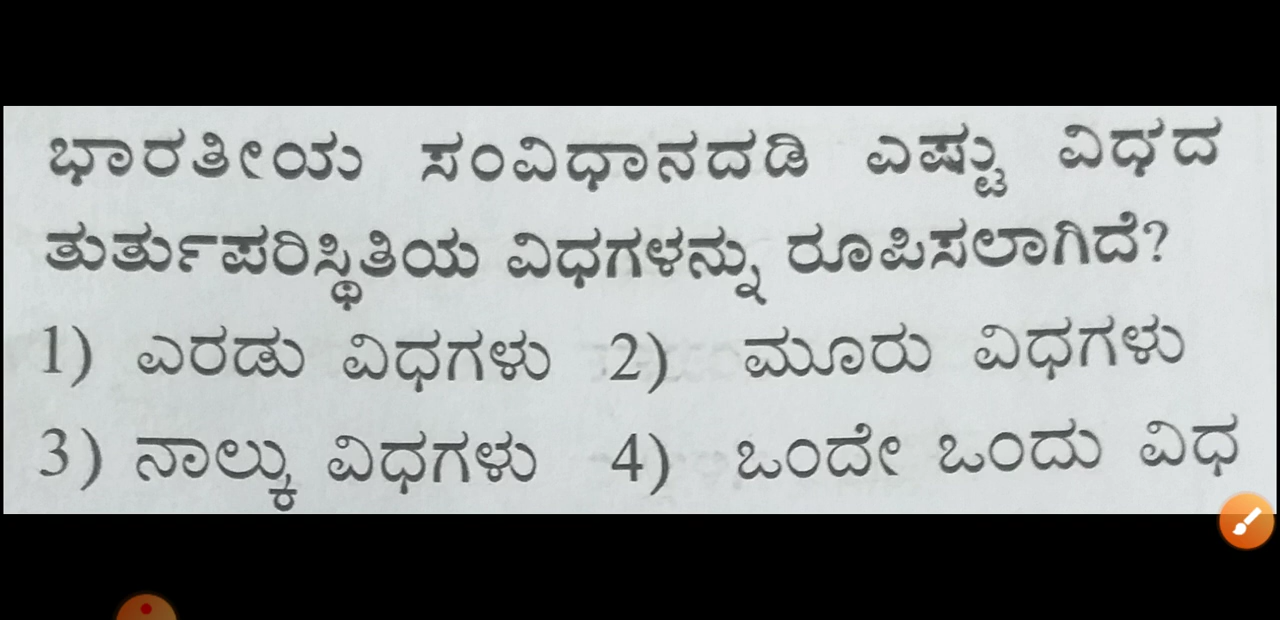 ಭಾರತೀಯ ಸಂವಿಧಾನದಡಿ ಎಷ್ಟು ವಿಧದ
ತುರ್ತುಪರಿಸ್ಥಿತಿಯ ವಿಧಗಳನ್ನು ರೂಪಿಸಲಾಗಿದೆ?
1) ಎರಡು ವಿಧಗಳು 2) ಮೂರು ವಿಧಗಳು
3) ನಾಲ್ಕು ವಿಧಗಳು 4) ಒಂದೇ ಒಂದು ವಿಧ